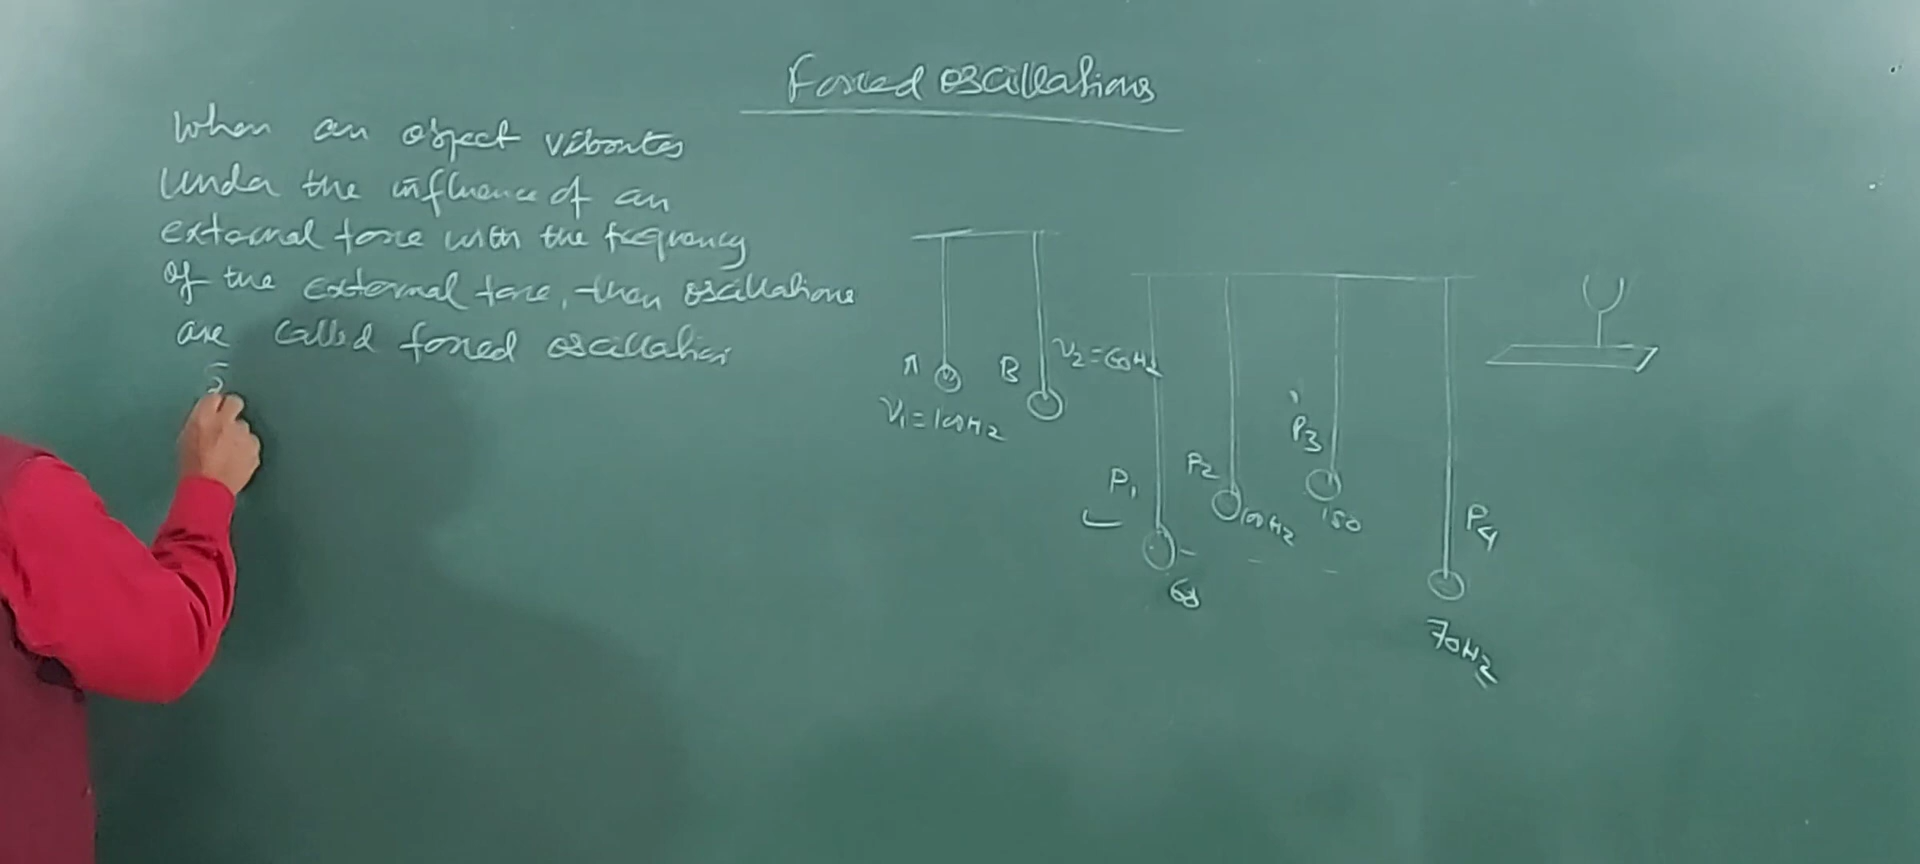 Forced oscillations
When an object vibrates
Under the influence of an
external force with the frequency
Of the external force, then oscillations
are called forced oscillation
A
B
ν₂ = 60Hz
ν₁ = 100Hz
P₁
P₂
P₃
P₄
100Hz
150
60
70Hz